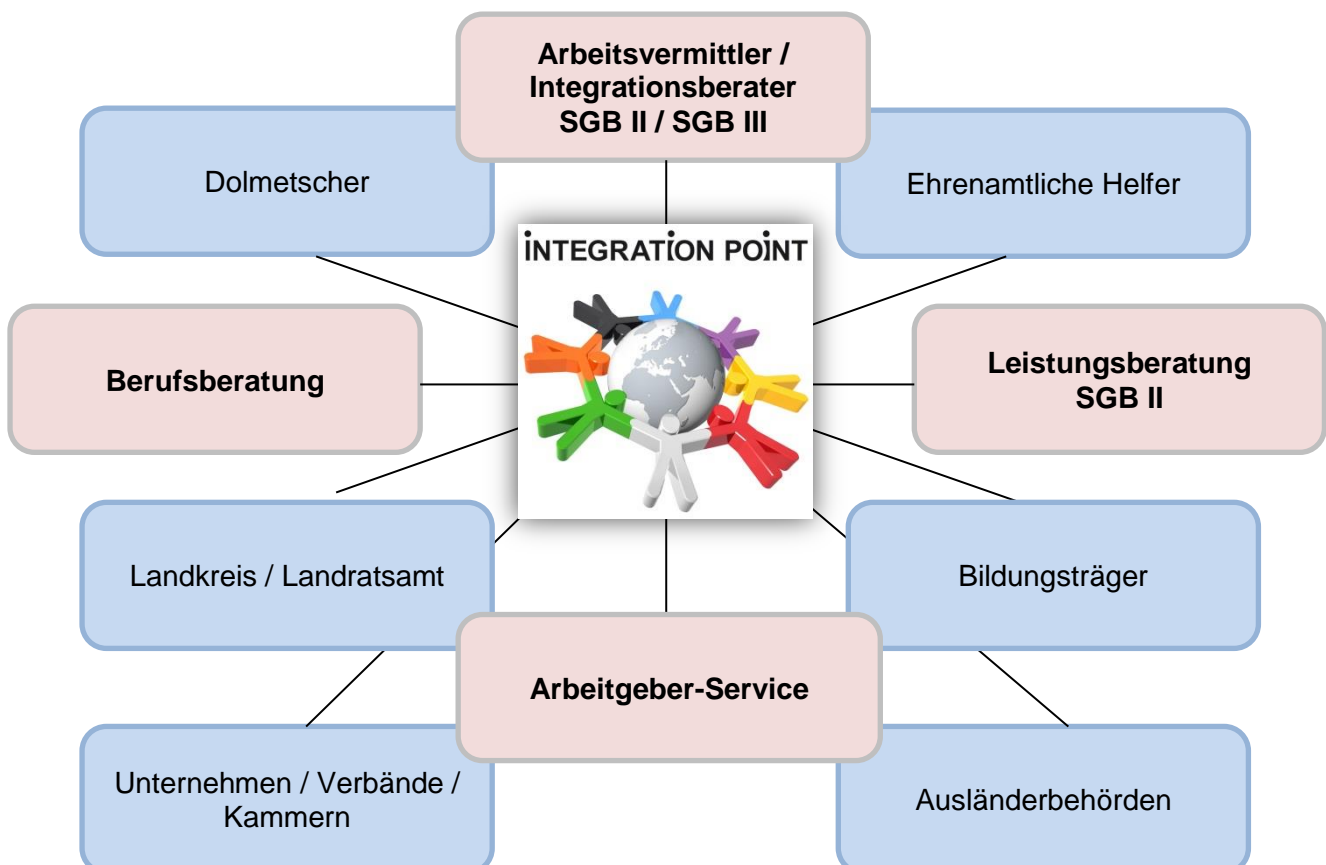 Arbeitsvermittler /
Integrationsberater
SGB II / SGB III
Dolmetscher
Ehrenamtliche Helfer
INTEGRATION POINT
Berufsberatung
Leistungsberatung
SGB II
Landkreis / Landratsamt
Bildungsträger
Arbeitgeber-Service
Unternehmen / Verbände /
Kammern
Ausländerbehörden